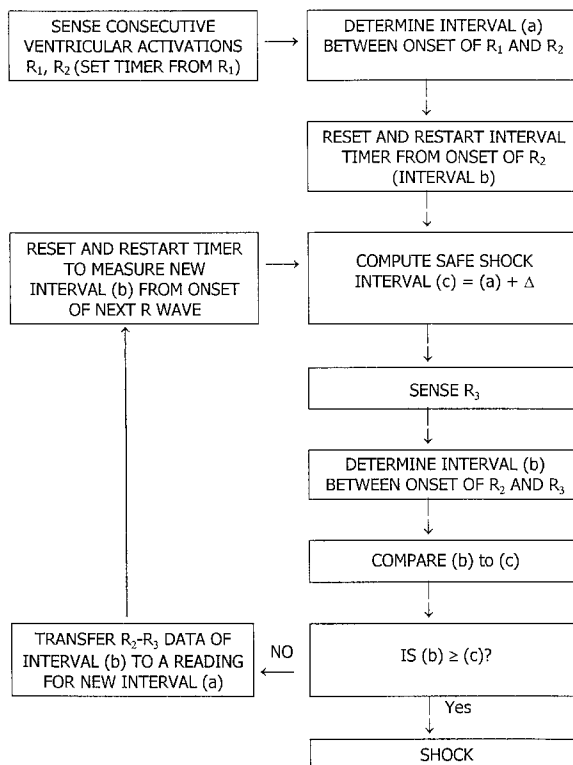 SENSE CONSECUTIVE
VENTRICULAR ACTIVATIONS
R₁, R₂ (SET TIMER FROM R₁)
DETERMINE INTERVAL (a)
BETWEEN ONSET OF R₁ AND R₂
RESET AND RESTART INTERVAL
TIMER FROM ONSET OF R₂
(INTERVAL b)
RESET AND RESTART TIMER
TO MEASURE NEW
INTERVAL (b) FROM ONSET
OF NEXT R WAVE
COMPUTE SAFE SHOCK
INTERVAL (c) = (a) + Δ
SENSE R₃
DETERMINE INTERVAL (b)
BETWEEN ONSET OF R₂ AND R₃
COMPARE (b) to (c)
TRANSFER R₂-R₃ DATA OF
INTERVAL (b) TO A READING
FOR NEW INTERVAL (a)
NO
IS (b) ≥ (c)?
Yes
SHOCK